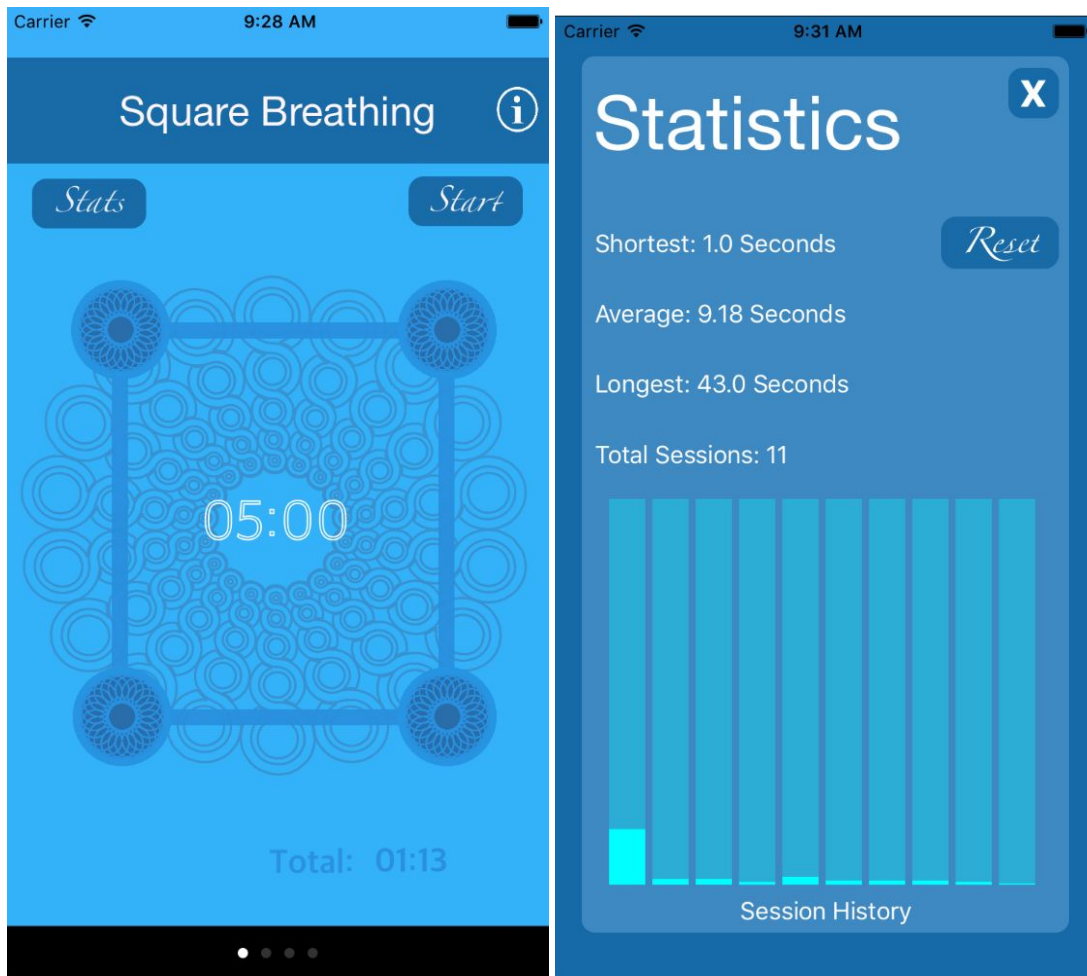 Carrier 9:28 AM
Square Breathing i
Stats Start
05:00
Total: 01:13
Carrier 9:31 AM
Statistics X
Shortest: 1.0 Seconds Reset
Average: 9.18 Seconds
Longest: 43.0 Seconds
Total Sessions: 11
Session History